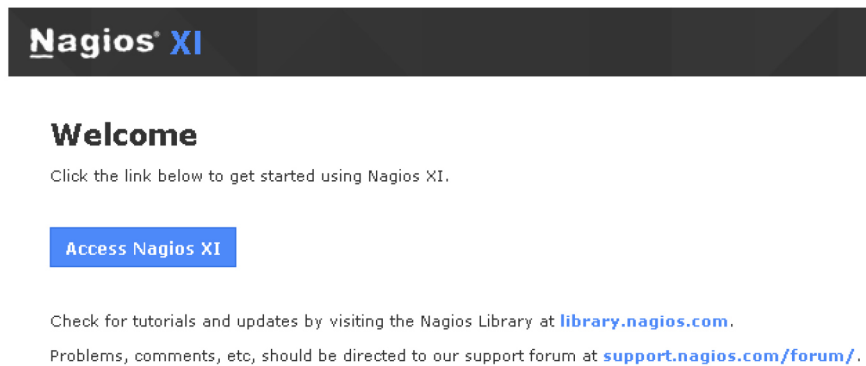 Nagios® XI
Welcome
Click the link below to get started using Nagios XI.
Access Nagios XI
Check for tutorials and updates by visiting the Nagios Library at library.nagios.com.
Problems, comments, etc, should be directed to our support forum at support.nagios.com/forum/.